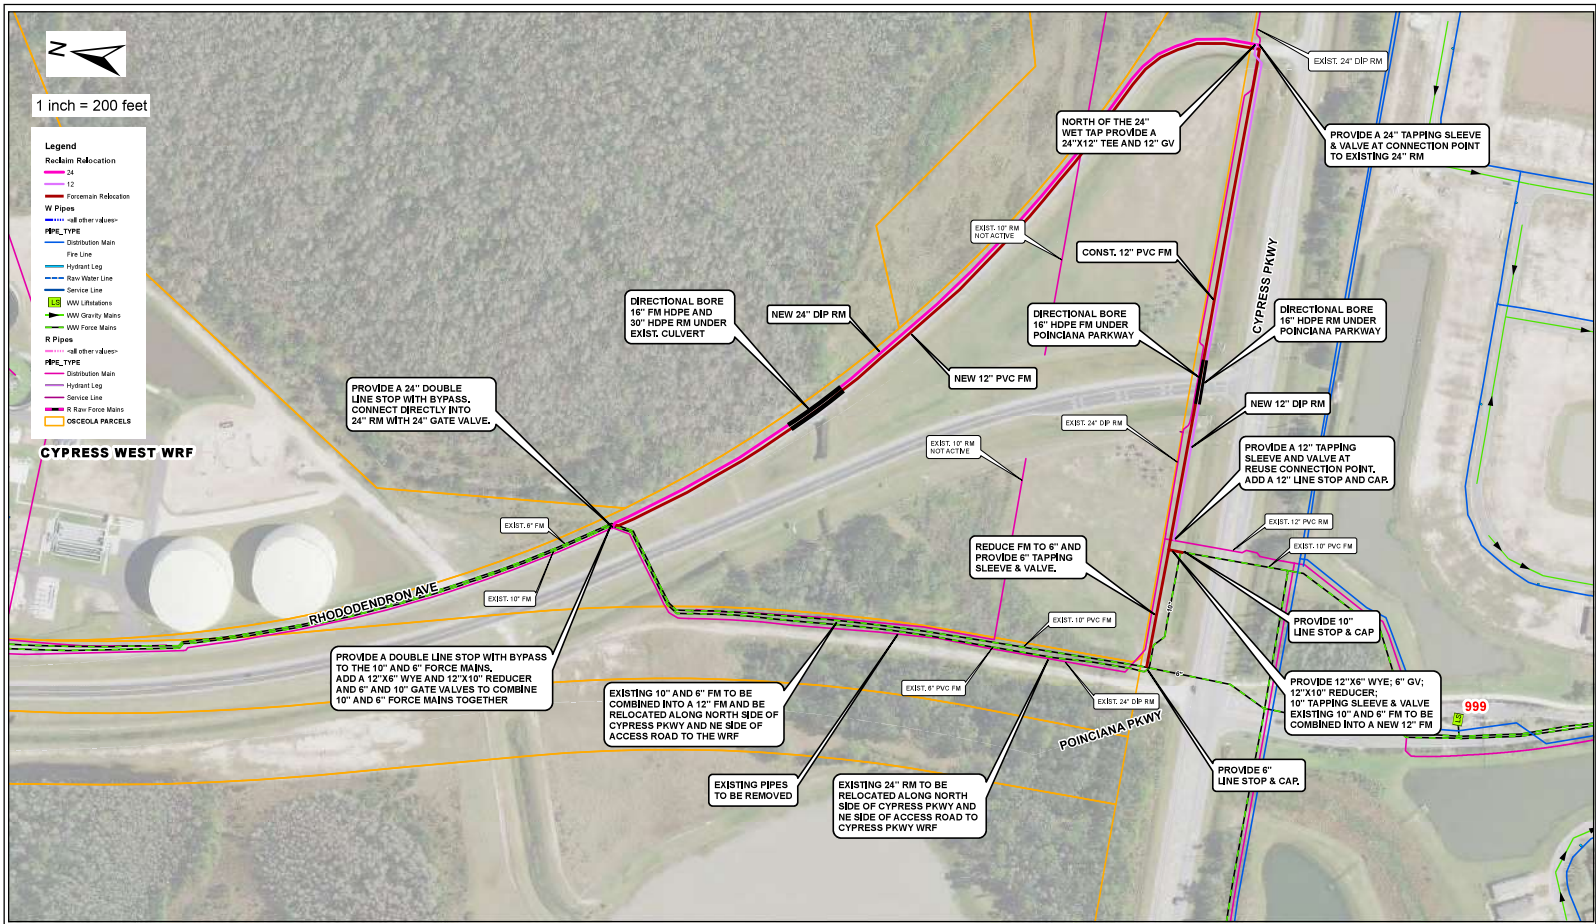 N
1 inch = 200 feet
Legend
Reclaim Relocation
24
12
Forcemain Relocation
W Pipes
<all other values>
PIPE_TYPE
Distribution Main
Fire Line
Hydrant Leg
Raw Water Line
Service Line
LS WW Liftstations
WW Gravity Mains
WW Force Mains
R Pipes
<all other values>
PIPE_TYPE
Distribution Main
Hydrant Leg
Service Line
R Raw Force Mains
OSCEOLA PARCELS
CYPRESS WEST WRF
EXIST. 24" DIP RM
NORTH OF THE 24"
WET TAP PROVIDE A
24"X12" TEE AND 12" GV
PROVIDE A 24" TAPPING SLEEVE
& VALVE AT CONNECTION POINT
TO EXISTING 24" RM
EXIST. 10" RM
NOT ACTIVE
CONST. 12" PVC FM
CYPRESS PKWY
DIRECTIONAL BORE
16" FM HDPE AND
30" HDPE RM UNDER
EXIST. CULVERT
NEW 24" DIP RM
DIRECTIONAL BORE
16" HDPE FM UNDER
POINCIANA PARKWAY
DIRECTIONAL BORE
16" HDPE RM UNDER
POINCIANA PARKWAY
NEW 12" PVC FM
PROVIDE A 24" DOUBLE
LINE STOP WITH BYPASS.
CONNECT DIRECTLY INTO
24" RM WITH 24" GATE VALVE.
NEW 12" DIP RM
EXIST. 24" DIP RM
EXIST. 10" RM
NOT ACTIVE
PROVIDE A 12" TAPPING
SLEEVE AND VALVE AT
REUSE CONNECTION POINT.
ADD A 12" LINE STOP AND CAP.
EXIST. 6" FM
EXIST. 12" PVC RM
EXIST. 10" PVC FM
REDUCE FM TO 6" AND
PROVIDE 6" TAPPING
SLEEVE & VALVE.
RHODODENDRON AVE
EXIST. 10" FM
10"
EXIST. 10" PVC FM
PROVIDE 10"
LINE STOP & CAP
PROVIDE A DOUBLE LINE STOP WITH BYPASS
TO THE 10" AND 6" FORCE MAINS.
ADD A 12"X6" WYE AND 12"X10" REDUCER
AND 6" AND 10" GATE VALVES TO COMBINE
10" AND 6" FORCE MAINS TOGETHER
6"
EXIST. 6" PVC FM
EXIST. 24" DIP RM
PROVIDE 12"X6" WYE; 6" GV;
12"X10" REDUCER;
10" TAPPING SLEEVE & VALVE
EXISTING 10" AND 6" FM TO BE
COMBINED INTO A NEW 12" FM
999
LS
EXISTING 10" AND 6" FM TO BE
COMBINED INTO A 12" FM AND BE
RELOCATED ALONG NORTH SIDE OF
CYPRESS PKWY AND NE SIDE OF
ACCESS ROAD TO THE WRF
POINCIANA PKWY
EXISTING PIPES
TO BE REMOVED
EXISTING 24" RM TO BE
RELOCATED ALONG NORTH
SIDE OF CYPRESS PKWY AND
NE SIDE OF ACCESS ROAD TO
CYPRESS PKWY WRF
PROVIDE 6"
LINE STOP & CAP.